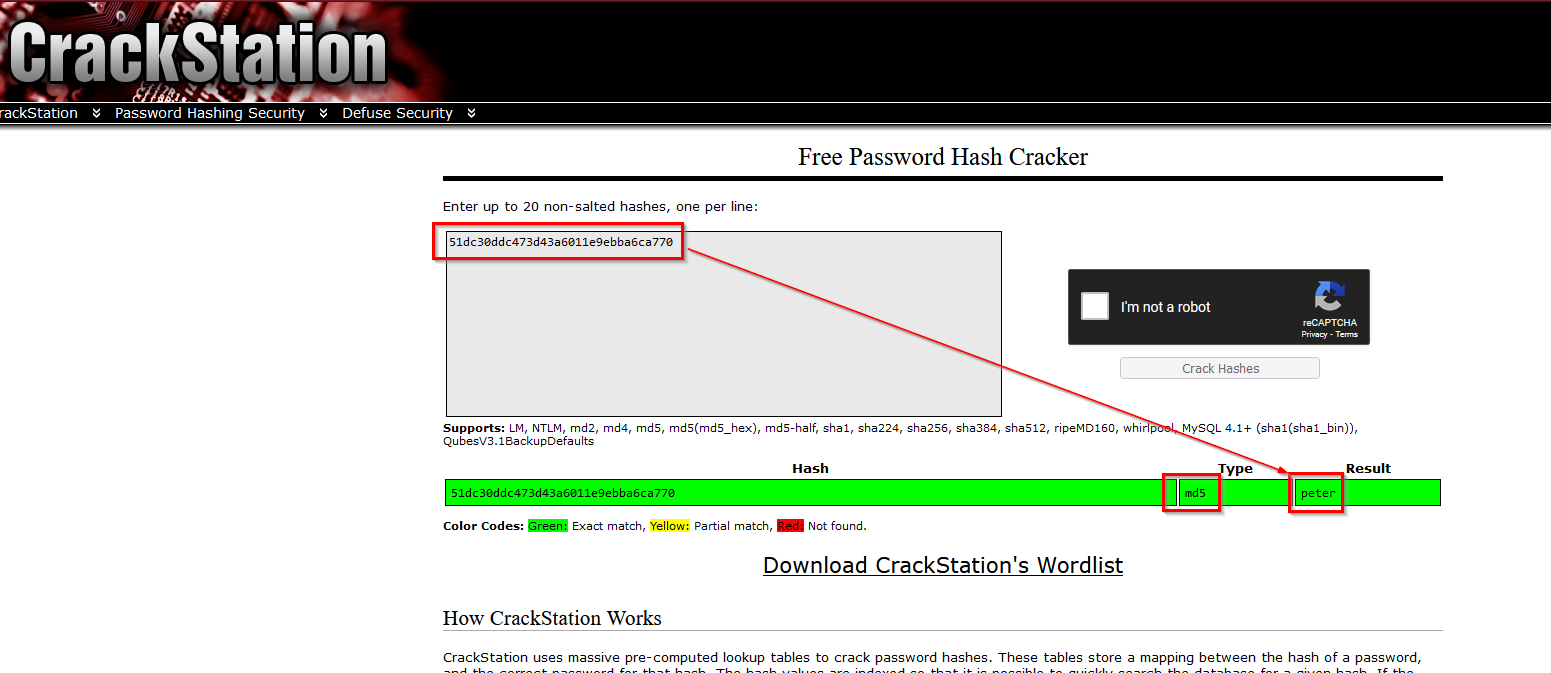 CrackStation
rackStation Password Hashing Security Defuse Security
Free Password Hash Cracker
Enter up to 20 non-salted hashes, one per line:
51dc30ddc473d43a6011e9ebba6ca770
I'm not a robot
reCAPTCHA
Privacy - Terms
Crack Hashes
Supports: LM, NTLM, md2, md4, md5, md5(md5_hex), md5-half, sha1, sha224, sha256, sha384, sha512, ripeMD160, whirlpool, MySQL 4.1+ (sha1(sha1_bin)),
QubesV3.1BackupDefaults
Hash Type Result
51dc30ddc473d43a6011e9ebba6ca770 md5 peter
Color Codes: Green: Exact match, Yellow: Partial match, Red: Not found.
Download CrackStation's Wordlist
How CrackStation Works
CrackStation uses massive pre-computed lookup tables to crack password hashes. These tables store a mapping between the hash of a password,
and the correct password for that hash. The hash values are indexed so that it is possible to quickly search the database for a given hash. If the